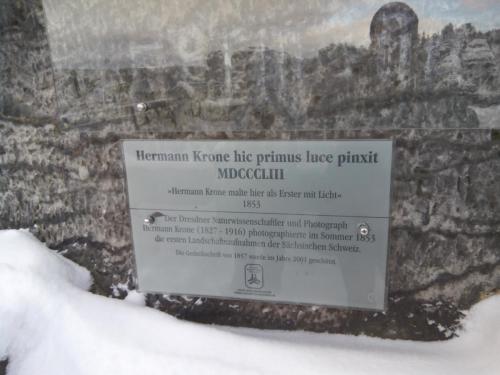 Hermann Krone hic primus luce pinxit
MDCCCLIII
»Hermann Krone malte hier als Erster mit Licht«
1853
Der Dresdner Naturwissenschaftler und Photograph
Hermann Krone (1827 - 1916) photographierte im Sommer 1853
die ersten Landschaftsaufnahmen der Sächsischen Schweiz.
Die Gedenkinschrift von 1857 wurde im Jahre 2003